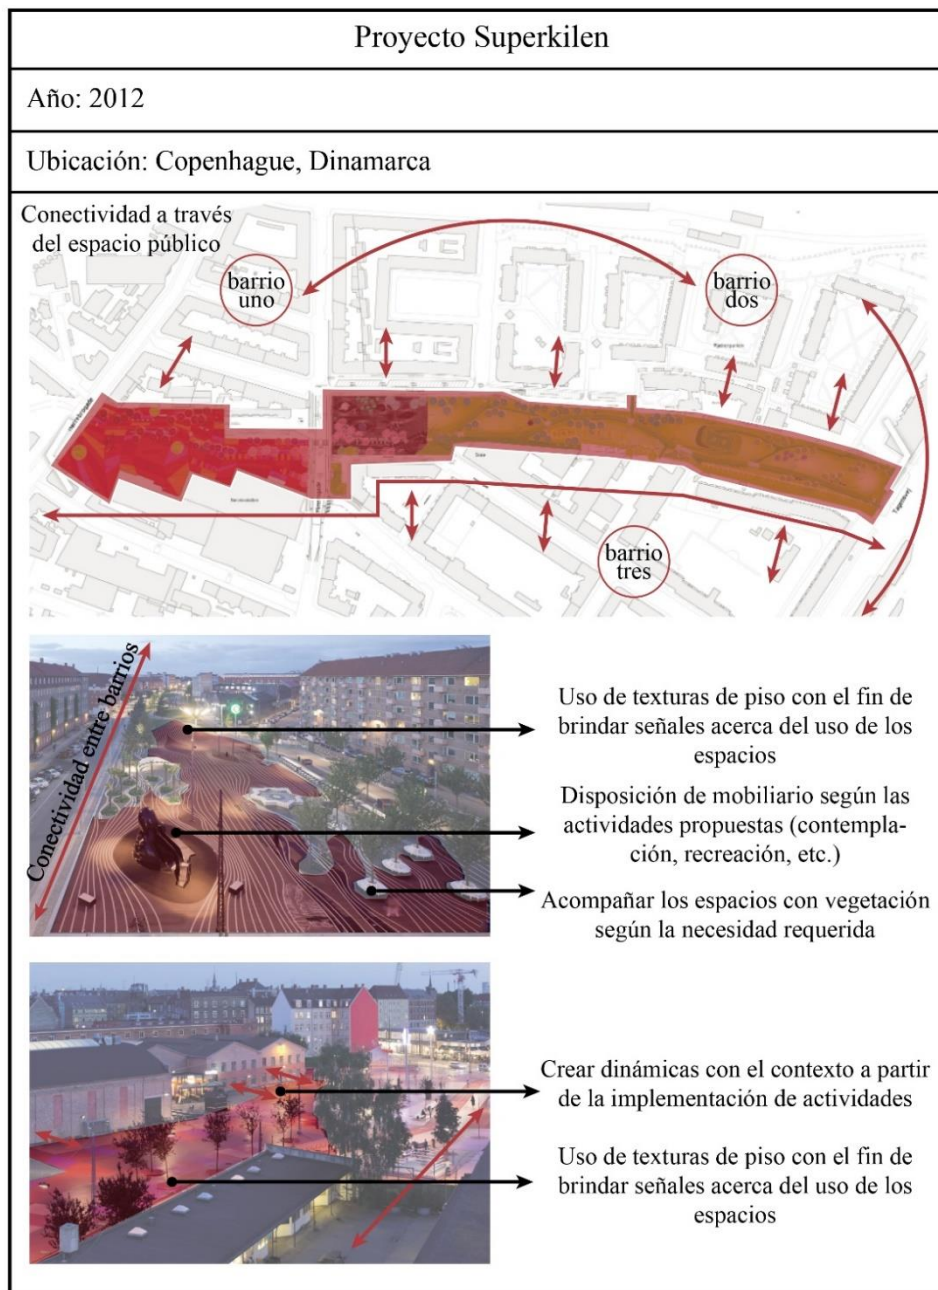 Proyecto Superkilen
Año: 2012
Ubicación: Copenhague, Dinamarca
Conectividad a través
del espacio público
barrio
uno
barrio
dos
barrio
tres
Conectividad entre barrios
Uso de texturas de piso con el fin de
brindar señales acerca del uso de los
espacios
Disposición de mobiliario según las
actividades propuestas (contempla-
ción, recreación, etc.)
Acompañar los espacios con vegetación
según la necesidad requerida
Crear dinámicas con el contexto a partir
de la implementación de actividades
Uso de texturas de piso con el fin de
brindar señales acerca del uso de los
espacios